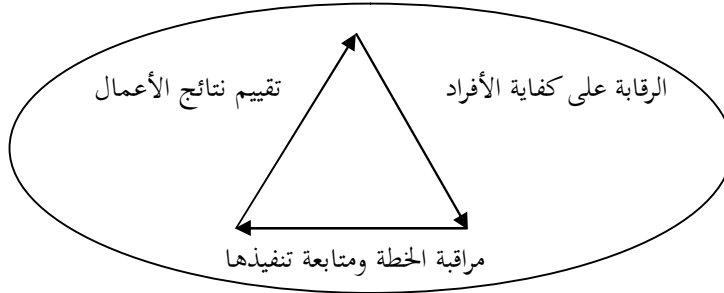 الرقابة على كفاية الأفراد
تقييم نتائج الأعمال
مراقبة الخطة ومتابعة تنفيذها